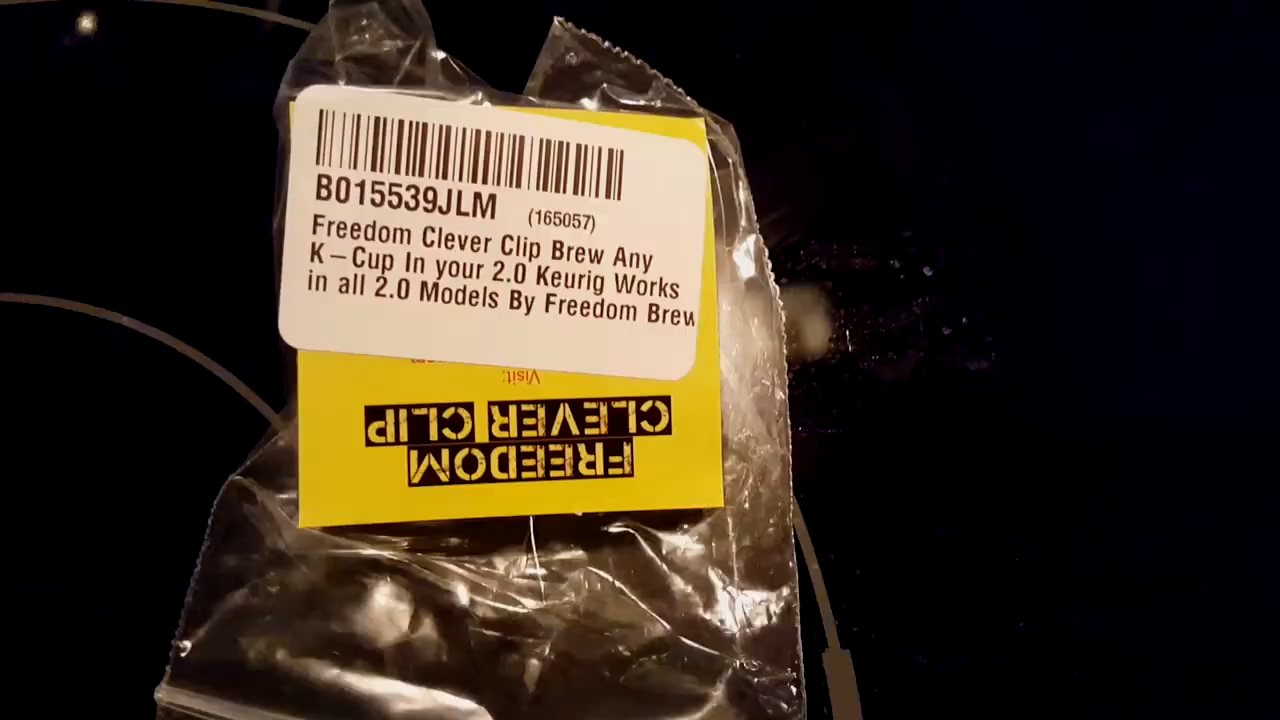 B015539JLM (165057)
Freedom Clever Clip Brew Any
K-Cup In your 2.0 Keurig Works
in all 2.0 Models By Freedom Brew
Visit:
FREEDOM
CLEVER CLIP